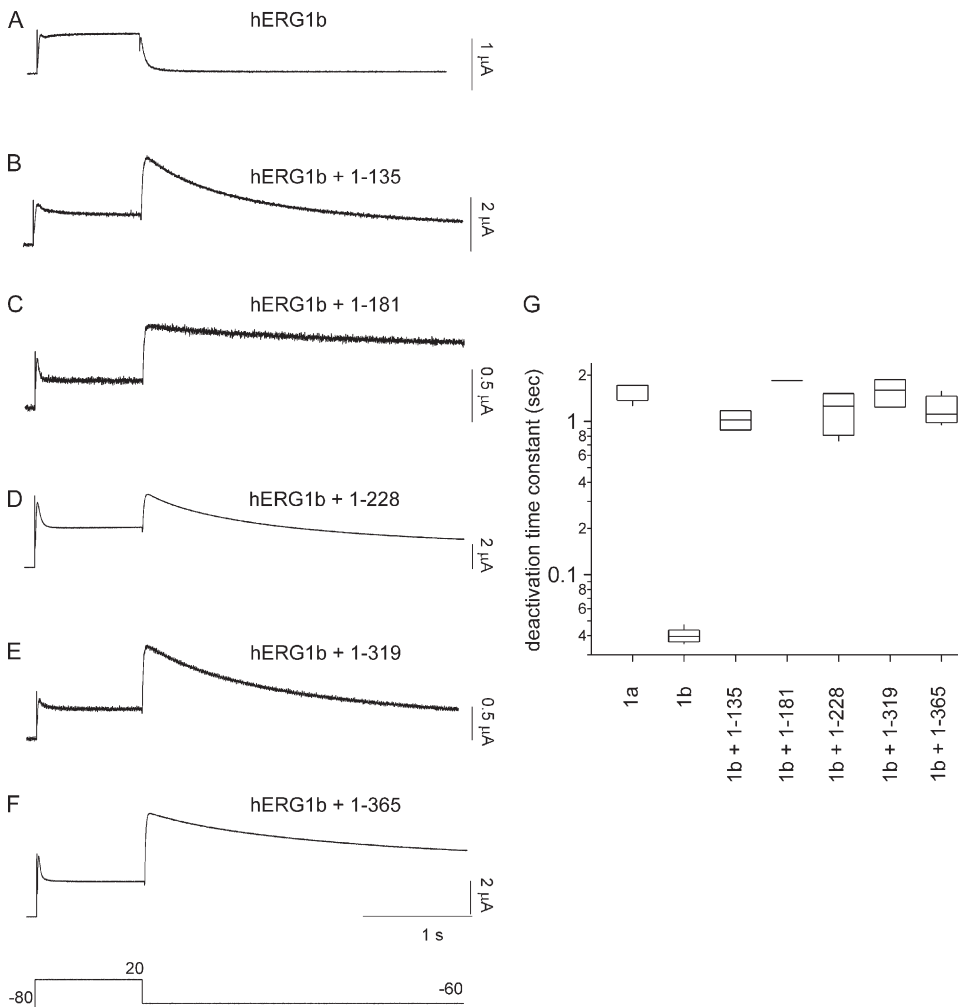 A
hERG1b
1 μA
B
hERG1b + 1-135
2 μA
C
hERG1b + 1-181
0.5 μA
D
hERG1b + 1-228
2 μA
E
hERG1b + 1-319
0.5 μA
F
hERG1b + 1-365
2 μA
1 s
-80
20
-60
G
deactivation time constant (sec)
2
1
8
6
4
2
0.1
8
6
4
1a
1b
1b + 1-135
1b + 1-181
1b + 1-228
1b + 1-319
1b + 1-365